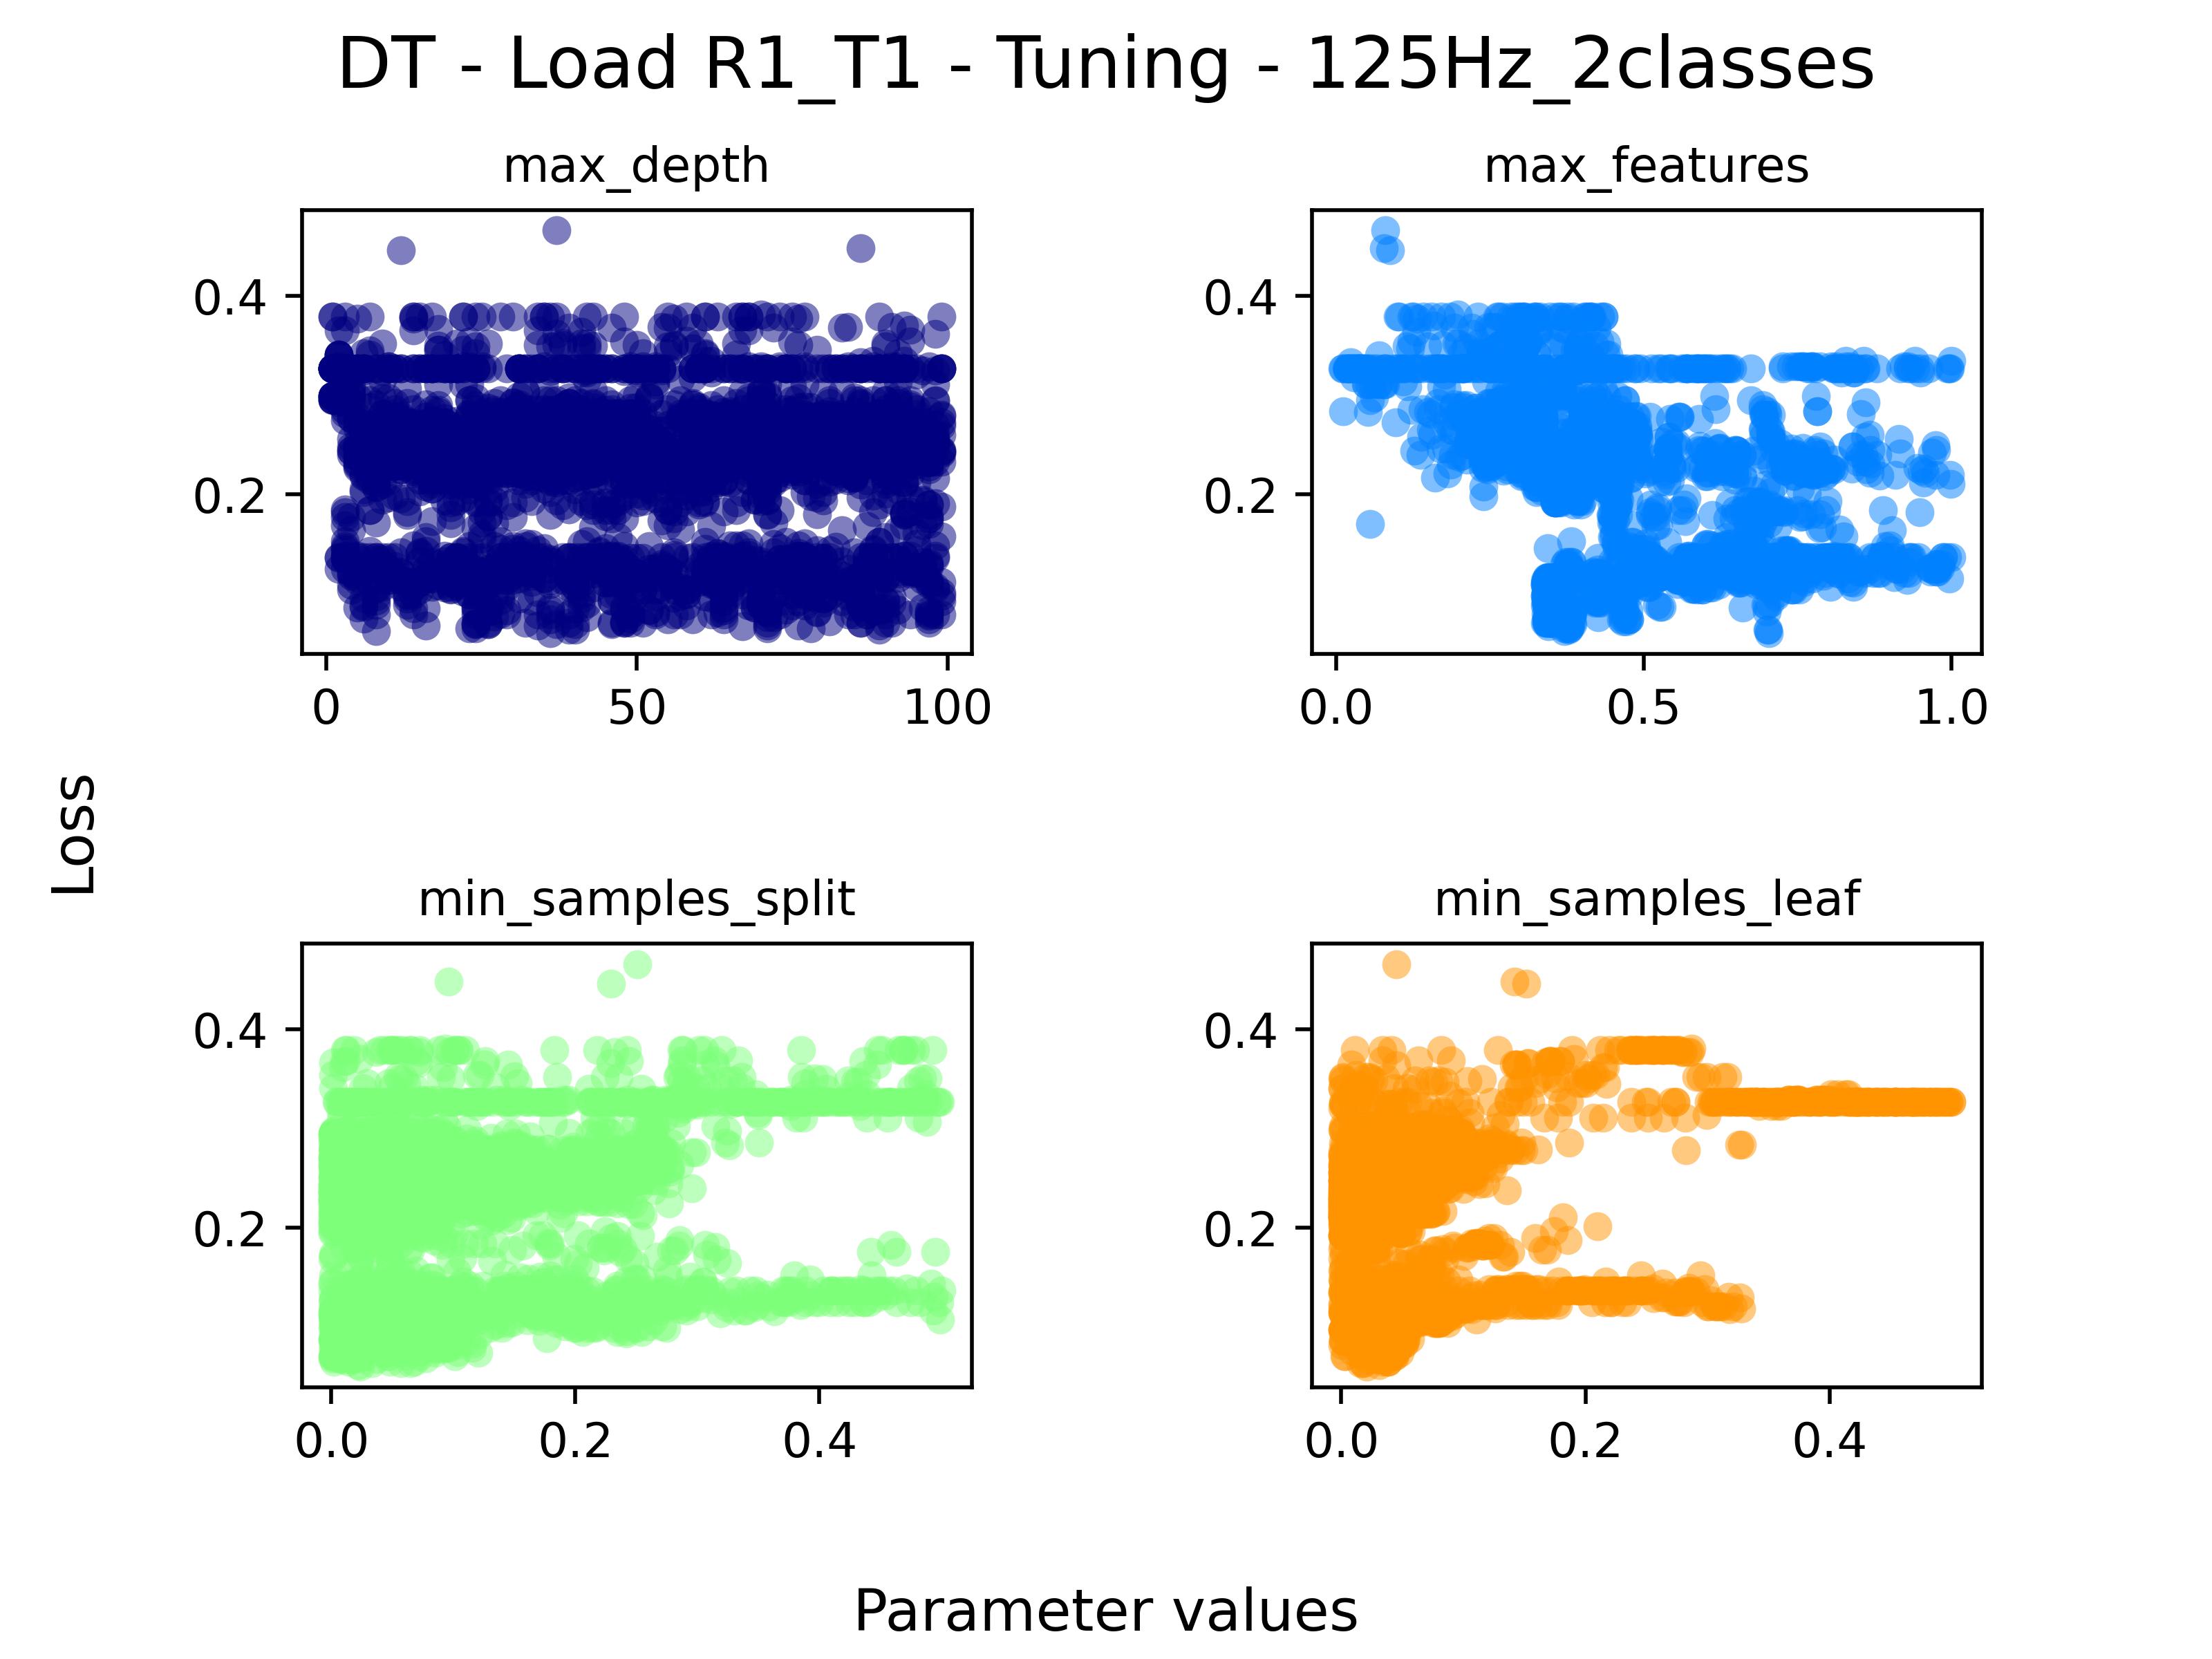 DT - Load R1_T1 - Tuning - 125Hz_2classes
max_depth
max_features
0.4
0.2
0
50
100
0.4
0.2
0.0
0.5
1.0
Loss
min_samples_split
min_samples_leaf
0.4
0.2
0.0
0.2
0.4
0.4
0.2
0.0
0.2
0.4
Parameter values